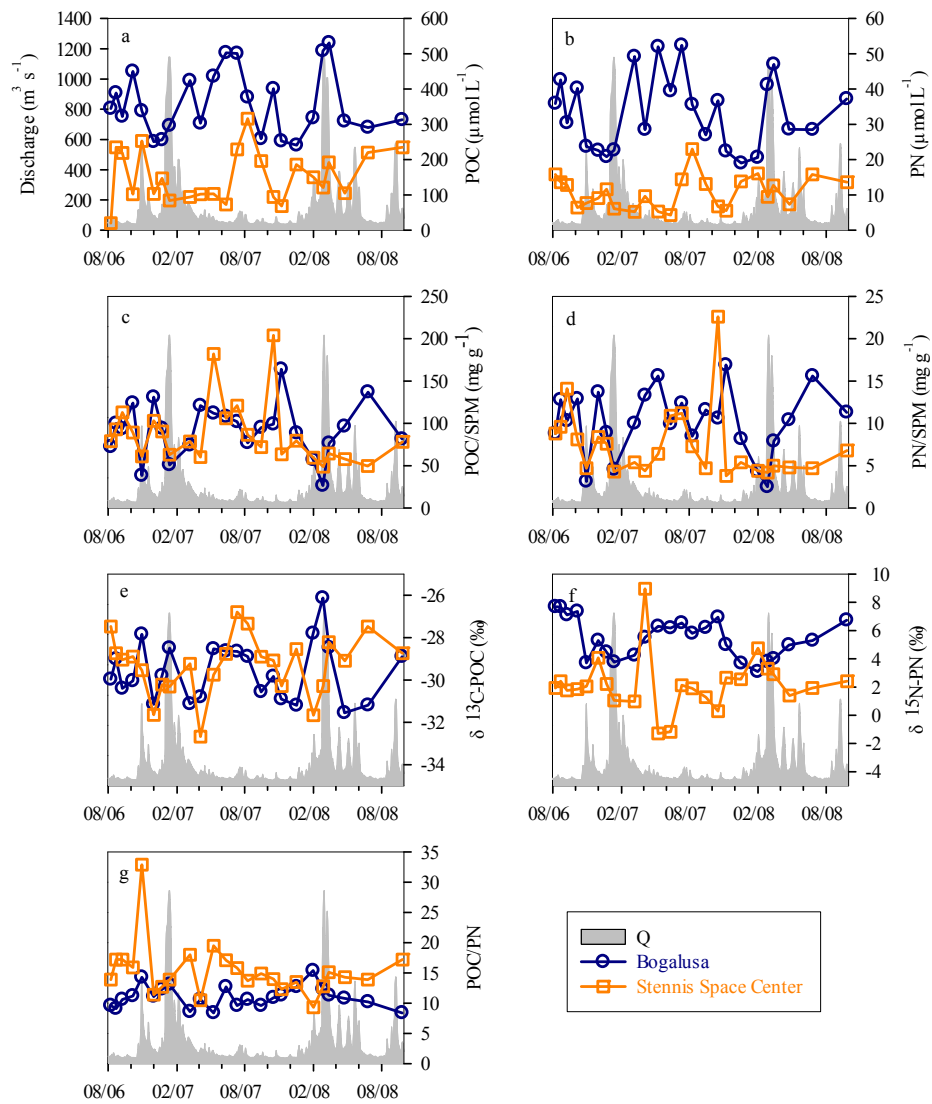 a
1400
1200
1000
800
600
400
200
0
Discharge (m³ s⁻¹)
600
500
400
300
200
100
0
POC (μmol L⁻¹)
08/06 02/07 08/07 02/08 08/08
b
60
50
40
30
20
10
0
PN (μmol L⁻¹)
08/06 02/07 08/07 02/08 08/08
c
250
200
150
100
50
0
POC/SPM (mg g⁻¹)
08/06 02/07 08/07 02/08 08/08
d
25
20
15
10
5
0
PN/SPM (mg g⁻¹)
08/06 02/07 08/07 02/08 08/08
e
-26
-28
-30
-32
-34
δ ¹³C-POC (‰)
08/06 02/07 08/07 02/08 08/08
f
10
8
6
4
2
0
-2
-4
δ ¹⁵N-PN (‰)
08/06 02/07 08/07 02/08 08/08
g
35
30
25
20
15
10
5
0
POC/PN
08/06 02/07 08/07 02/08 08/08
Q
Bogalusa
Stennis Space Center